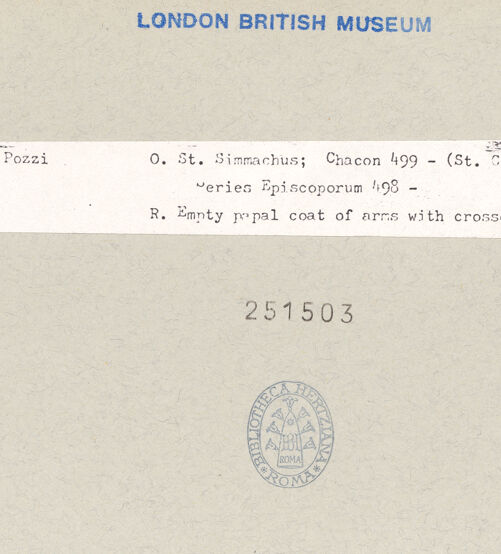 LONDON BRITISH MUSEUM
Pozzi O. St. Simmachus; Chacon 499 - (St.
Series Episcoporum 498 -
R. Empty papal coat of arms with cross
251503
BIBLIOTHECA HERTZIANA
ROMA
ROMA